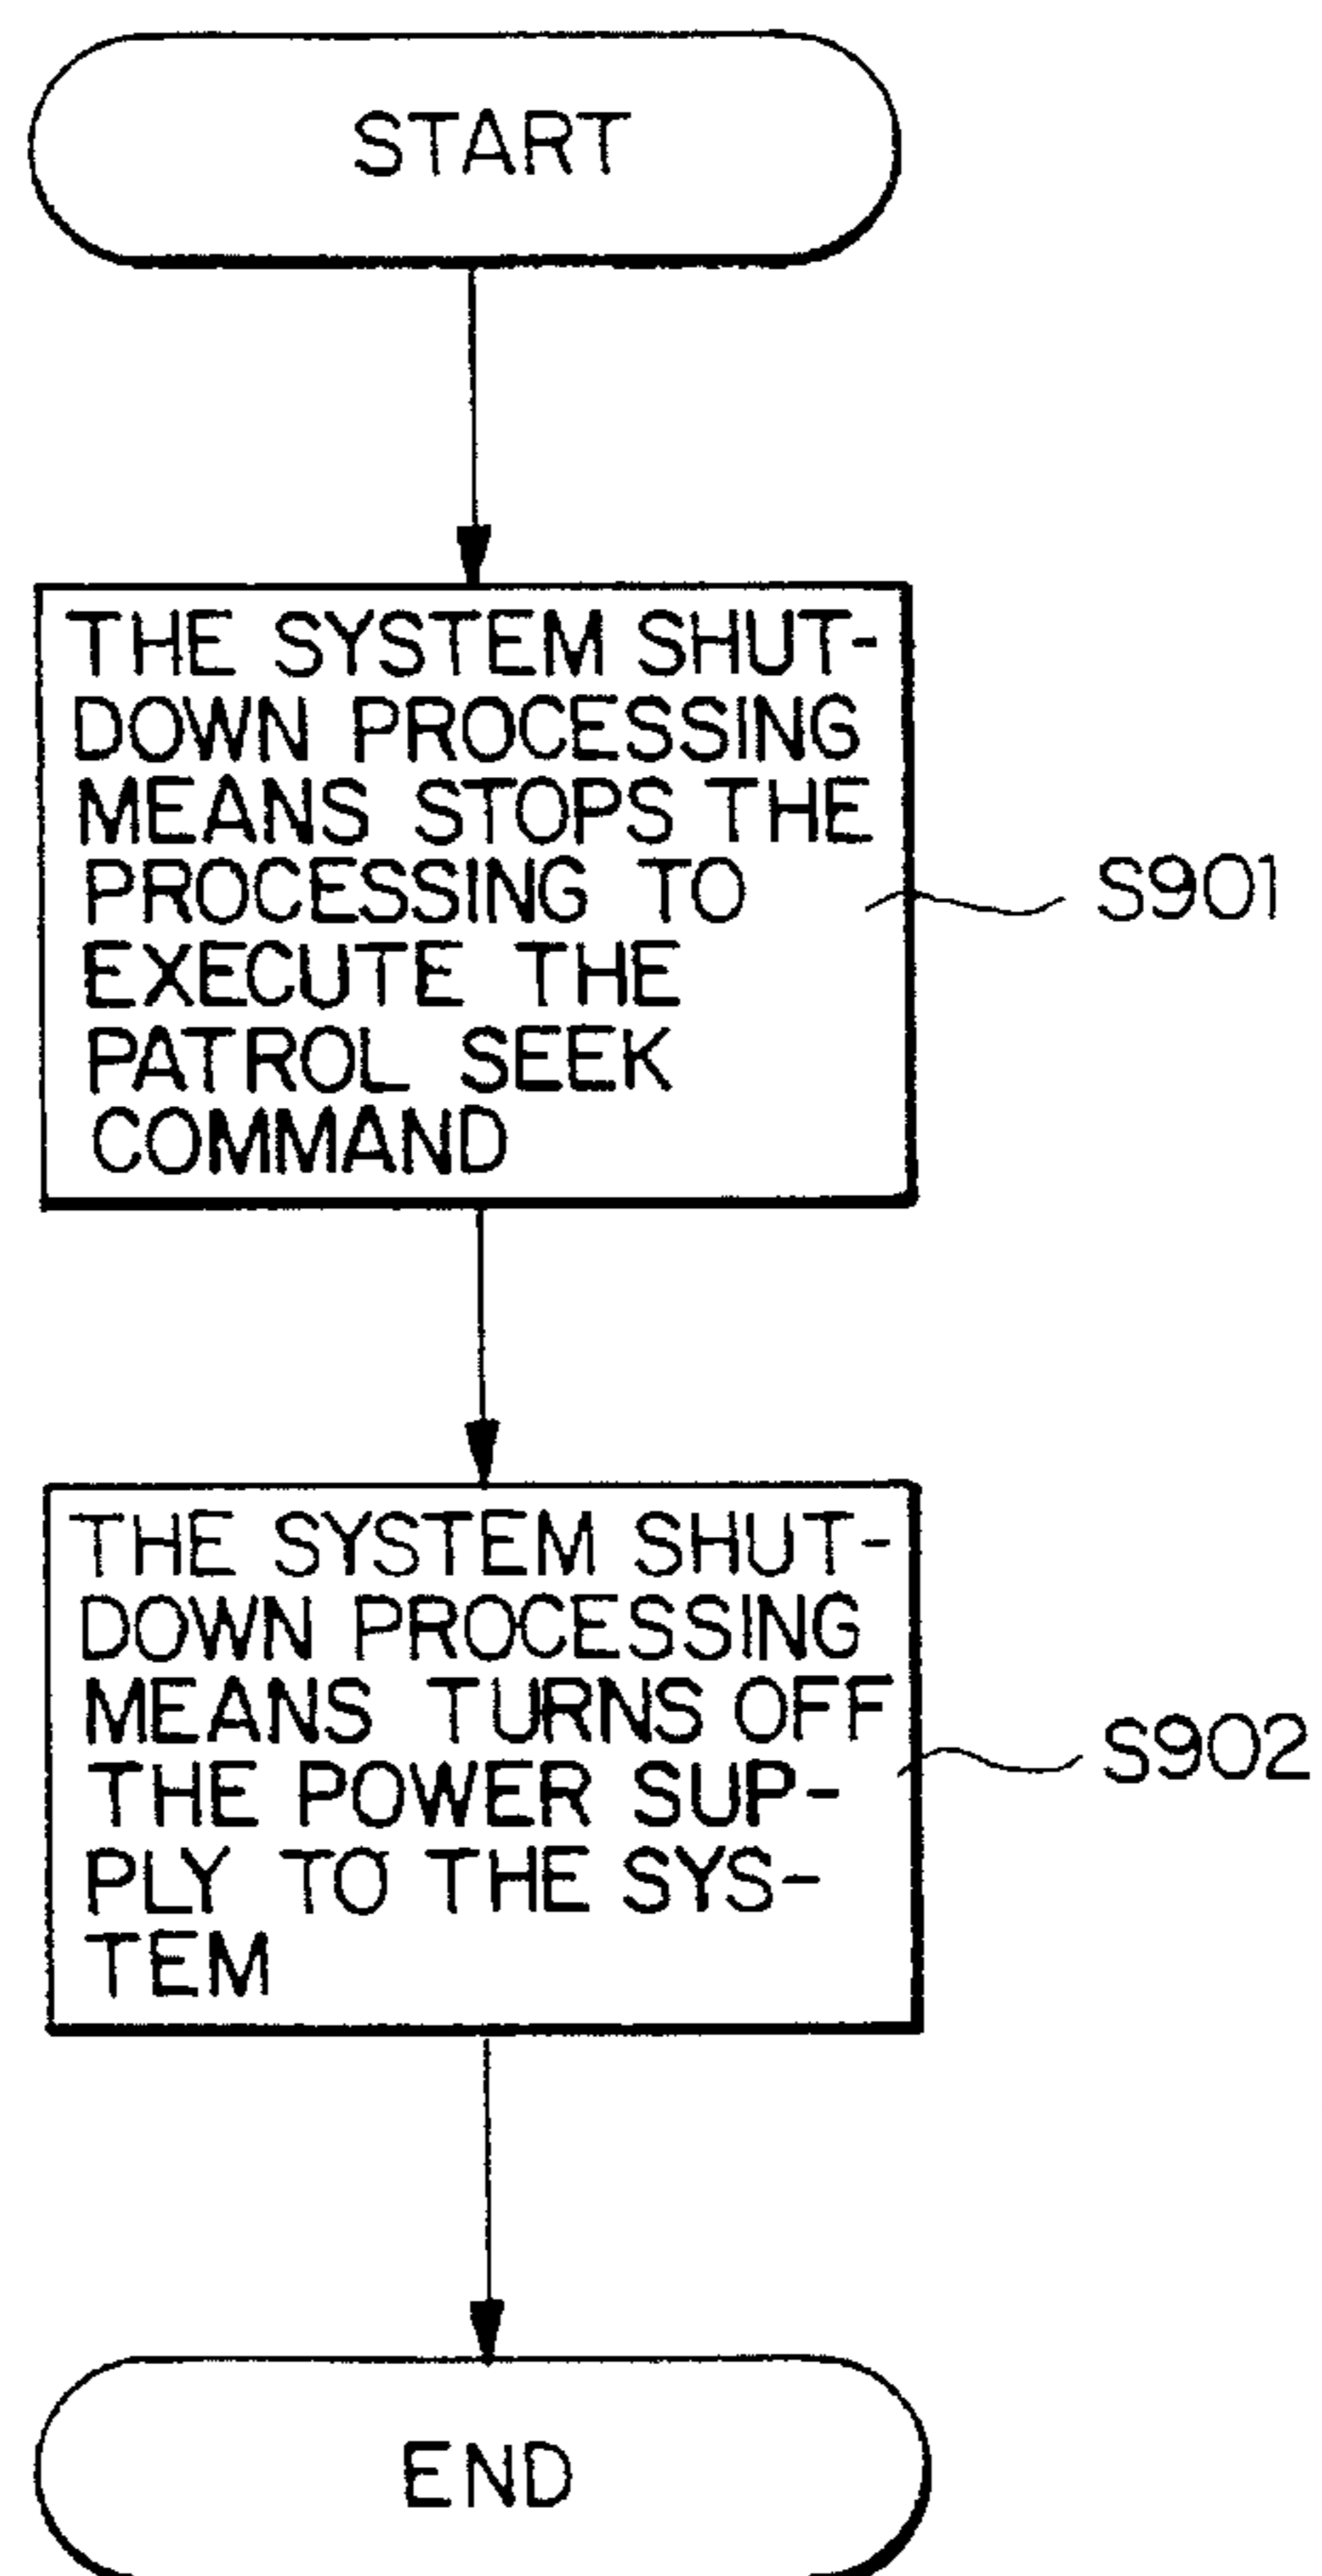 START
THE SYSTEM SHUT-
DOWN PROCESSING
MEANS STOPS THE
PROCESSING TO
EXECUTE THE
PATROL SEEK
COMMAND
S901
THE SYSTEM SHUT-
DOWN PROCESSING
MEANS TURNS OFF
THE POWER SUP-
PLY TO THE SYS-
TEM
S902
END